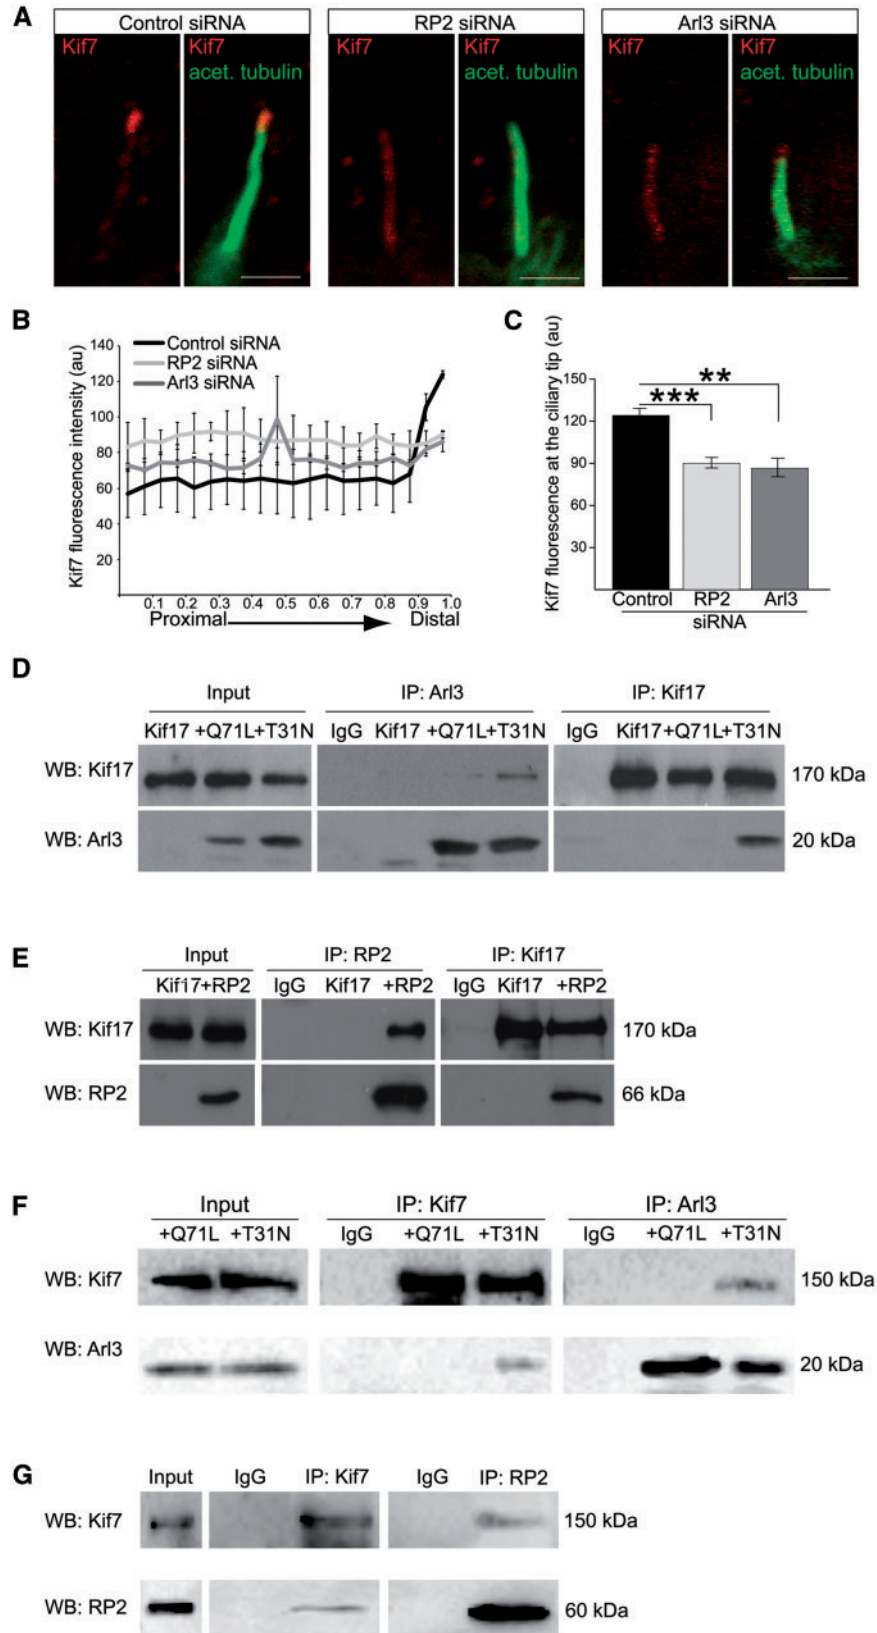 A
Control siRNA
RP2 siRNA
Arl3 siRNA
Kif7
Kif7
acet. tubulin
Kif7
Kif7
acet. tubulin
Kif7
Kif7
acet. tubulin
B
Kif7 fluorescence intensity (au)
140
120
100
80
60
40
20
Control siRNA
RP2 siRNA
Arl3 siRNA
0.1 0.2 0.3 0.4 0.5 0.6 0.7 0.8 0.9 1.0
Proximal Distal
C
Kif7 fluorescence at the ciliary tip (au)
150
120
90
60
30
**
***
Control RP2 Arl3
siRNA
D
Input IP: Arl3 IP: Kif17
Kif17 +Q71L+T31N IgG Kif17 +Q71L+T31N IgG Kif17+Q71L+T31N
WB: Kif17 170 kDa
WB: Arl3 20 kDa
E
Input IP: RP2 IP: Kif17
Kif17+RP2 IgG Kif17 +RP2 IgG Kif17 +RP2
WB: Kif17 170 kDa
WB: RP2 66 kDa
F
Input IP: Kif7 IP: Arl3
+Q71L +T31N IgG +Q71L +T31N IgG +Q71L +T31N
WB: Kif7 150 kDa
WB: Arl3 20 kDa
G
Input IgG IP: Kif7 IgG IP: RP2
WB: Kif7 150 kDa
WB: RP2 60 kDa